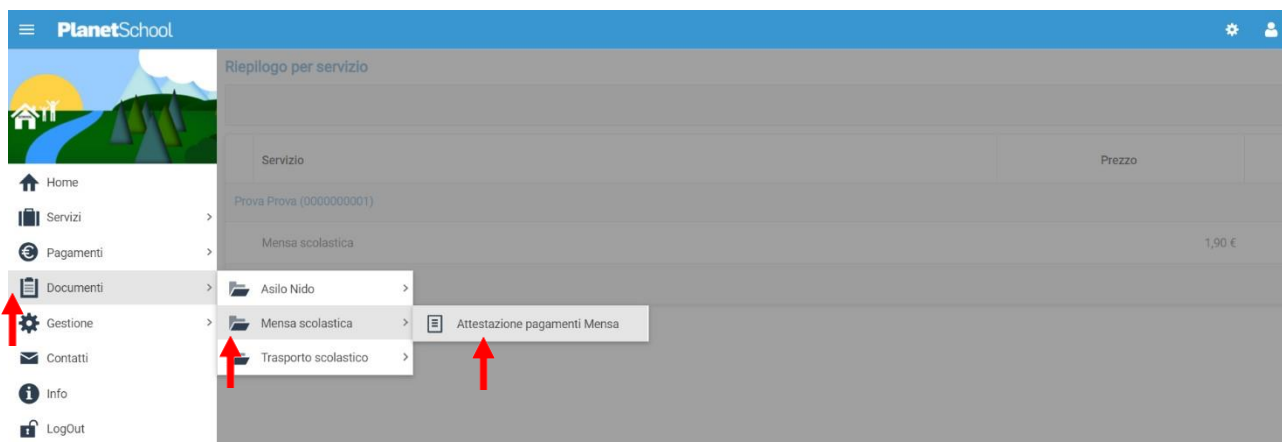 PlanetSchool
Riepilogo per servizio
Servizio
Prezzo
Prova Prova (0000000001)
Mensa scolastica
1,90 €
Home
Servizi
Pagamenti
Documenti
Gestione
Contatti
Info
LogOut
Asilo Nido
Mensa scolastica
Trasporto scolastico
Attestazione pagamenti Mensa